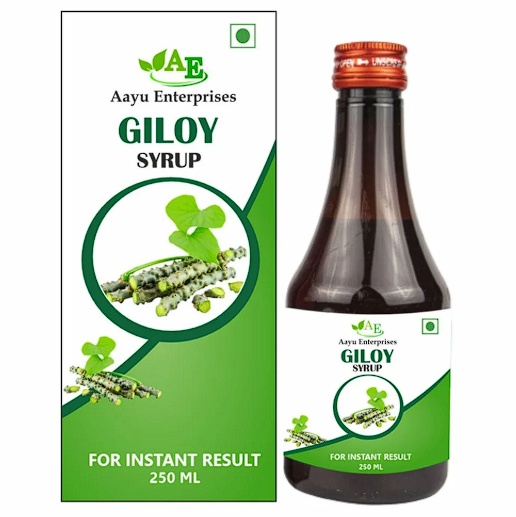 AE
Aayu Enterprises
GILOY
SYRUP
FOR INSTANT RESULT
250 ML
OPEN
AE
Aayu Enterprises
GILOY
SYRUP
FOR INSTANT RESULT
250 ML